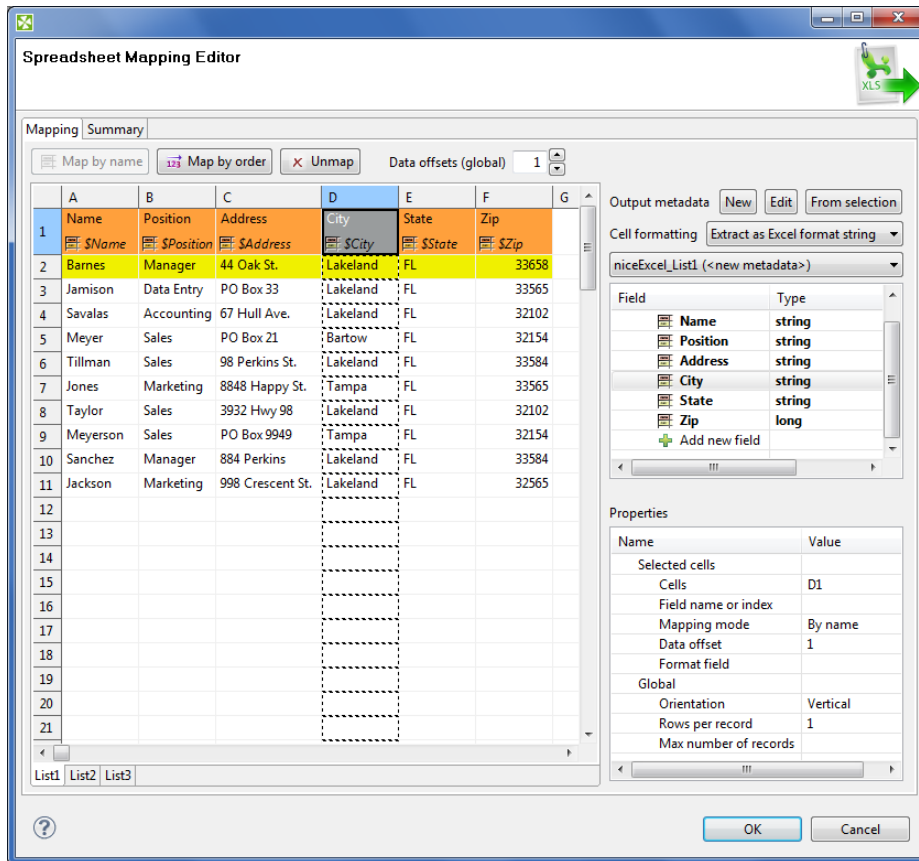 Spreadsheet Mapping Editor
XLS
Mapping Summary
Map by name 123 Map by order Unmap Data offsets (global) 1
Output metadata New Edit From selection
Cell formatting Extract as Excel format string
niceExcel_List1 (<new metadata>)
A B C D E F G
1 Name Position Address City State Zip
$Name $Position $Address $City $State $Zip
2 Barnes Manager 44 Oak St. Lakeland FL 33658
3 Jamison Data Entry PO Box 33 Lakeland FL 33565
4 Savalas Accounting 67 Hull Ave. Lakeland FL 32102
5 Meyer Sales PO Box 21 Bartow FL 32154
6 Tillman Sales 98 Perkins St. Lakeland FL 33584
7 Jones Marketing 8848 Happy St. Tampa FL 33565
8 Taylor Sales 3932 Hwy 98 Lakeland FL 32102
9 Meyerson Sales PO Box 9949 Tampa FL 32154
10 Sanchez Manager 884 Perkins Lakeland FL 33584
11 Jackson Marketing 998 Crescent St. Lakeland FL 32565
12
13
14
15
16
17
18
19
20
21
List1 List2 List3
Field Type
Name string
Position string
Address string
City string
State string
Zip long
Add new field
Properties
Name Value
Selected cells
Cells D1
Field name or index
Mapping mode By name
Data offset 1
Format field
Global
Orientation Vertical
Rows per record 1
Max number of records
? OK Cancel